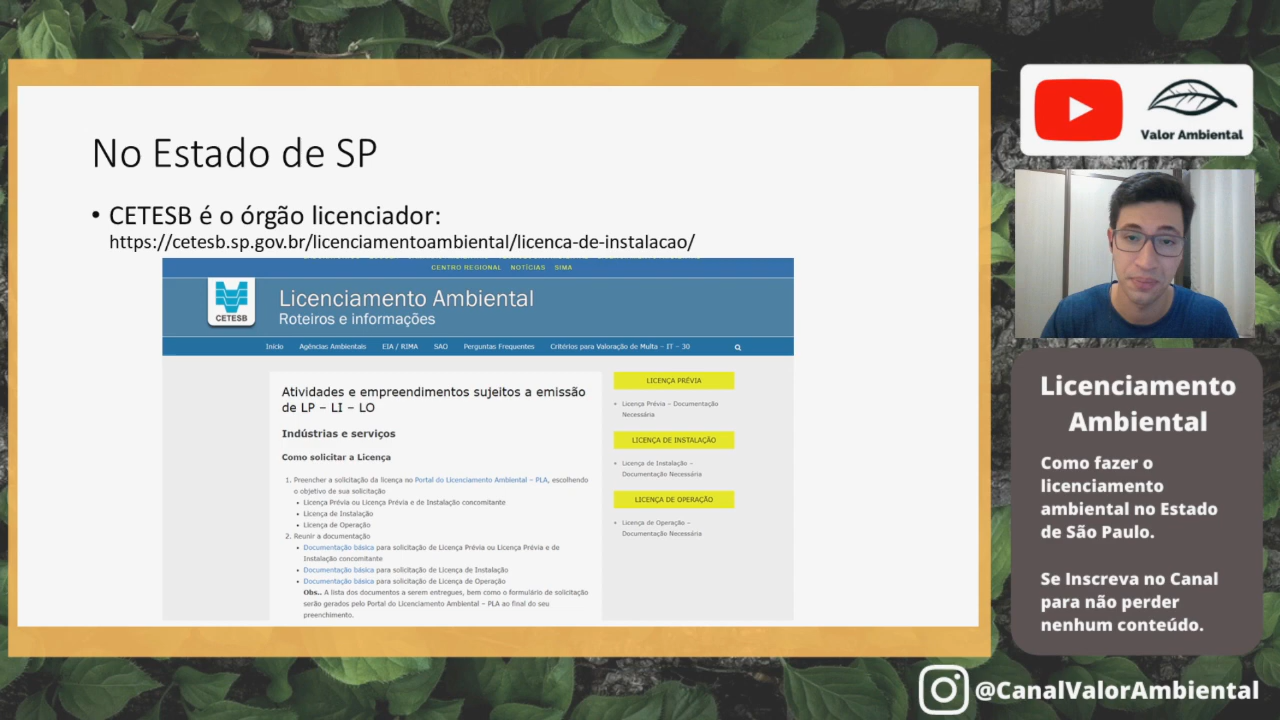 No Estado de SP
• CETESB é o órgão licenciador:
https://cetesb.sp.gov.br/licenciamentoambiental/licenca-de-instalacao/
CENTRO REGIONAL NOTÍCIAS SIMA
CETESB
Licenciamento Ambiental
Roteiros e informações
Início Agências Ambientais EIA / RIMA SAO Perguntas Frequentes Critérios para Valoração de Multa – IT – 30
Atividades e empreendimentos sujeitos a emissão
de LP – LI – LO
Indústrias e serviços
Como solicitar a Licença
1. Preencher a solicitação da licença no Portal do Licenciamento Ambiental – PLA, escolhendo
o objetivo de sua solicitação
• Licença Prévia ou Licença Prévia e de Instalação concomitante
• Licença de Instalação
• Licença de Operação
2. Reunir a documentação
• Documentação básica para solicitação de Licença Prévia ou Licença Prévia e de
Instalação concomitante
• Documentação básica para solicitação de Licença de Instalação
• Documentação básica para solicitação de Licença de Operação
Obs.. A lista dos documentos a serem entregues, bem como o formulário de solicitação
serão gerados pelo Portal do Licenciamento Ambiental – PLA ao final do seu
preenchimento.
LICENÇA PRÉVIA
Licença Prévia – Documentação
Necessária
LICENÇA DE INSTALAÇÃO
Licença de Instalação –
Documentação Necessária
LICENÇA DE OPERAÇÃO
Licença de Operação –
Documentação Necessária
Valor Ambiental
Licenciamento
Ambiental
Como fazer o
licenciamento
ambiental no Estado
de São Paulo.
Se Inscreva no Canal
para não perder
nenhum conteúdo.
@CanalValorAmbiental